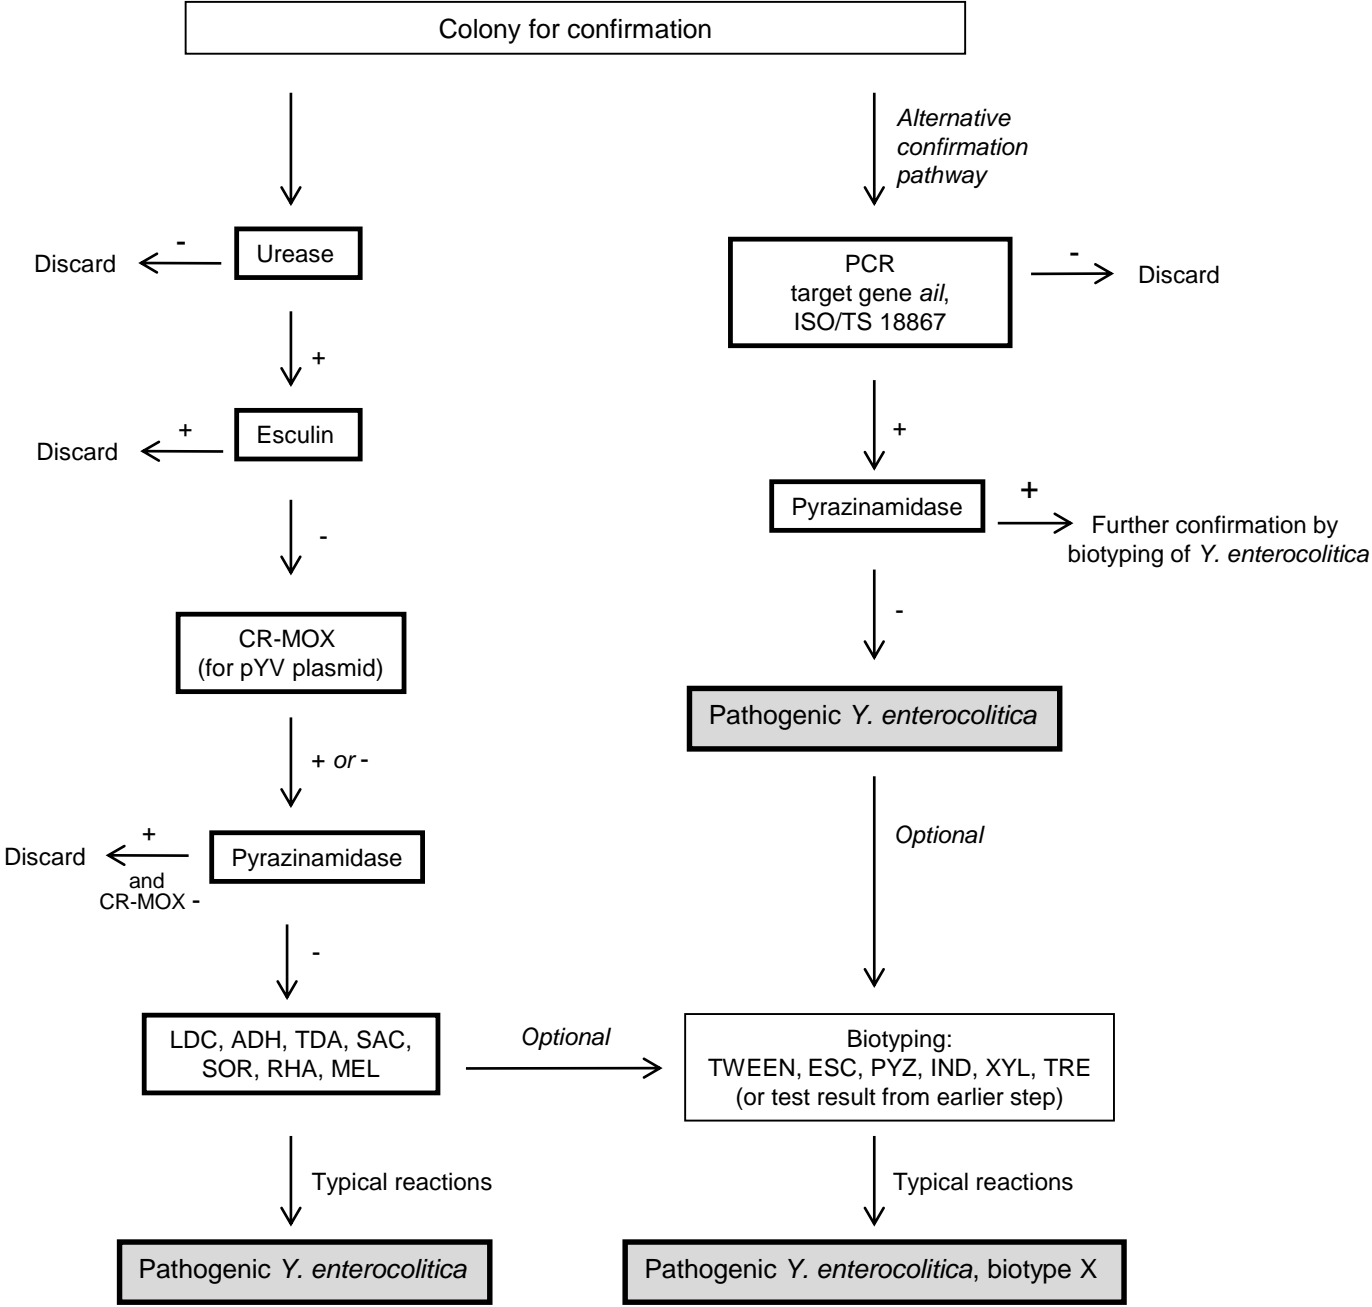 Colony for confirmation
Alternative
confirmation
pathway
Discard
-
Urease
+
Discard
+
Esculin
-
CR-MOX
(for pYV plasmid)
+ or -
Discard
+
and
CR-MOX -
Pyrazinamidase
-
LDC, ADH, TDA, SAC,
SOR, RHA, MEL
Optional
Typical reactions
Pathogenic Y. enterocolitica
PCR
target gene ail,
ISO/TS 18867
-
Discard
+
Pyrazinamidase
+
Further confirmation by
biotyping of Y. enterocolitica
-
Pathogenic Y. enterocolitica
Optional
Biotyping:
TWEEN, ESC, PYZ, IND, XYL, TRE
(or test result from earlier step)
Typical reactions
Pathogenic Y. enterocolitica, biotype X